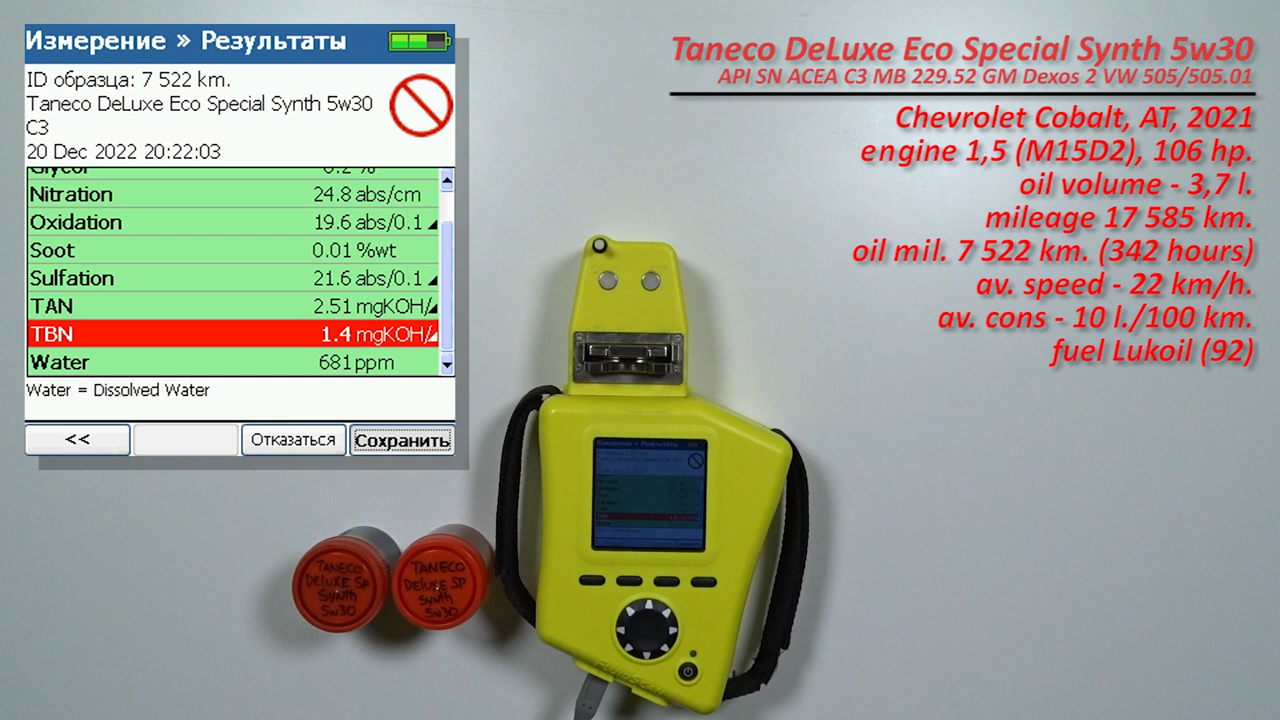 Измерение » Результаты
ID образца: 7 522 km.
Taneco DeLuxe Eco Special Synth 5w30
C3
20 Dec 2022 20:22:03
Nitration 24.8 abs/cm
Oxidation 19.6 abs/0.1
Soot 0.01 %wt
Sulfation 21.6 abs/0.1
TAN 2.51 mgKOH/
TBN 1.4 mgKOH/
Water 681 ppm
Water = Dissolved Water
<< Отказаться Сохранить
Taneco DeLuxe Eco Special Synth 5w30
API SN ACEA C3 MB 229.52 GM Dexos 2 VW 505/505.01
Chevrolet Cobalt, AT, 2021
engine 1,5 (M15D2), 106 hp.
oil volume - 3,7 l.
mileage 17 585 km.
oil mil. 7 522 km. (342 hours)
av. speed - 22 km/h.
av. cons - 10 l./100 km.
fuel Lukoil (92)
Измерение » Результаты
TANECO
DELUXE SP
Synth
5w30
TANECO
DELUXE SP
Synth
5w30